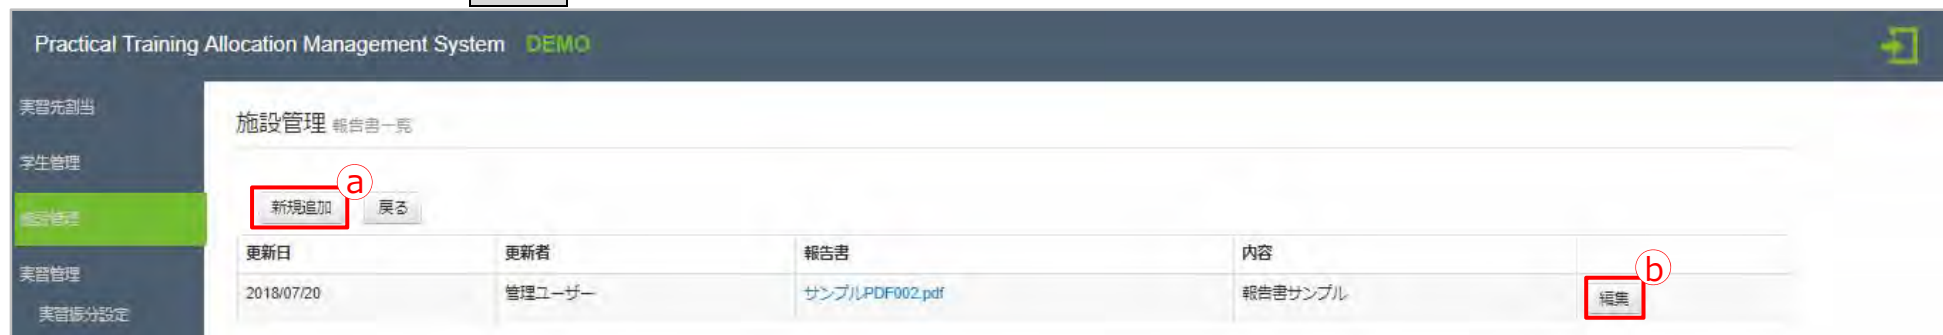 Practical Training Allocation Management System DEMO
実習先割当
施設管理 報告書一覧
学生管理
ⓐ
新規追加 戻る
施設管理
更新日 更新者 報告書 内容
実習管理
ⓑ
2018/07/20 管理ユーザー サンプルPDF002.pdf 報告書サンプル 編集
実習振分設定